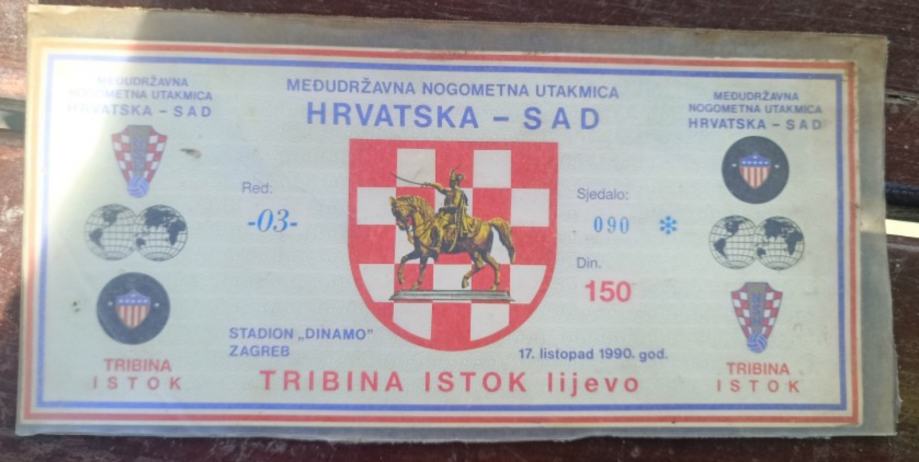 MEĐUDRŽAVNA
NOGOMETNA UTAKMICA
HRVATSKA – SAD
TRIBINA
ISTOK
MEĐUDRŽAVNA NOGOMETNA UTAKMICA
HRVATSKA – SAD
Red:
-03-
Sjedalo:
090
Din.
150
STADION „DINAMO”
ZAGREB
17. listopad 1990. god.
TRIBINA ISTOK lijevo
MEĐUDRŽAVNA
NOGOMETNA UTAKMICA
HRVATSKA – SAD
TRIBINA
ISTOK